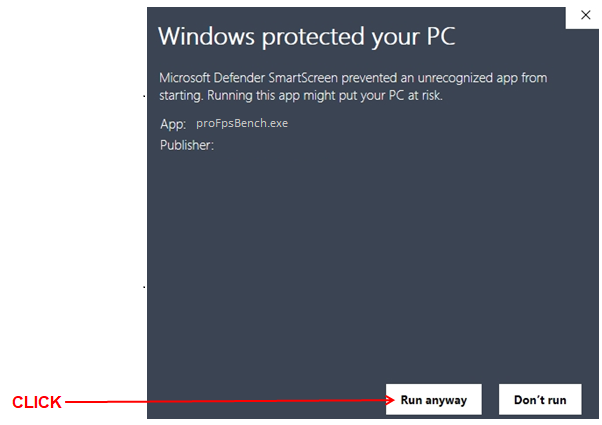 Windows protected your PC
Microsoft Defender SmartScreen prevented an unrecognized app from
starting. Running this app might put your PC at risk.
App: proFpsBench.exe
Publisher:
CLICK
Run anyway
Don't run